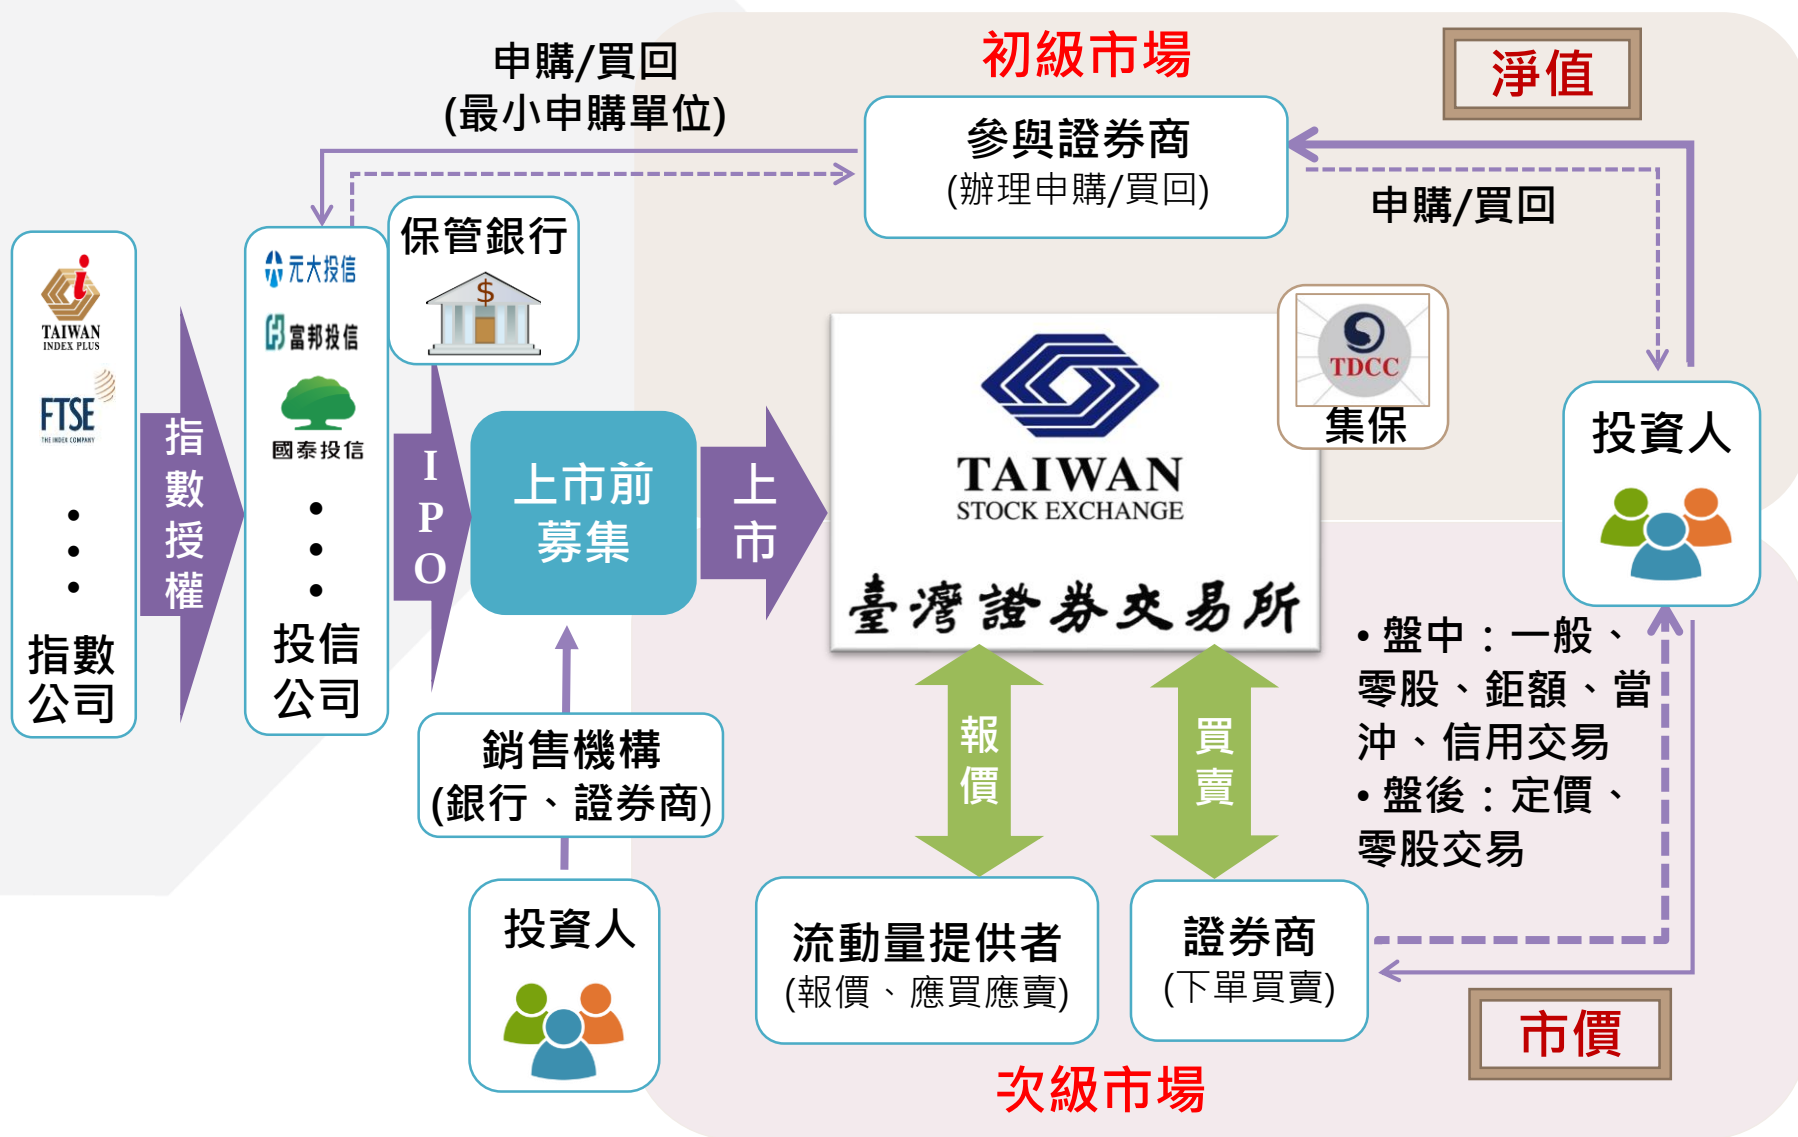 初級市場
淨值
申購/買回
(最小申購單位)
參與證券商
(辦理申購/買回)
申購/買回
保管銀行
$
TAIWAN
INDEX PLUS
FTSE
THE INDEX COMPANY
指數
公司
指數授權
元大投信
富邦投信
國泰投信
投信
公司
IPO
上市前
募集
上市
TAIWAN
STOCK EXCHANGE
臺灣證券交易所
TDCC
集保
投資人
銷售機構
(銀行、證券商)
投資人
報價
買賣
• 盤中：一般、
零股、鉅額、當
沖、信用交易
• 盤後：定價、
零股交易
流動量提供者
(報價、應買應賣)
證券商
(下單買賣)
市價
次級市場